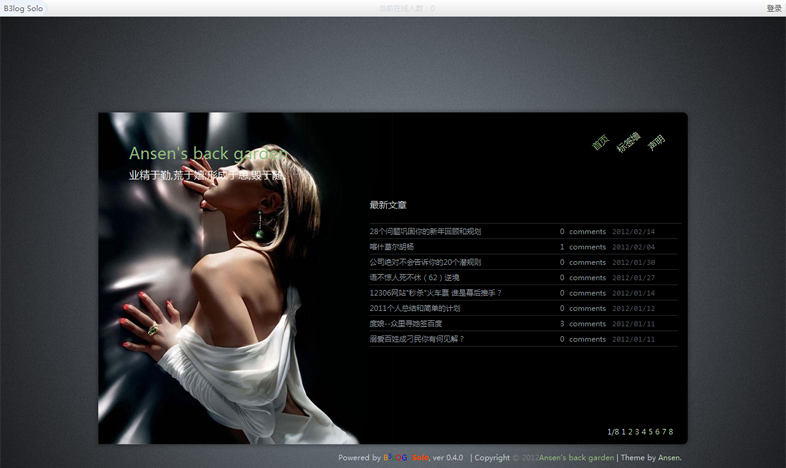 B3log Solo 当前在线人数：0 登录
Ansen's back garden
业精于勤,荒于嬉;形成于思,毁于随。
首页 标签墙 声明
最新文章
28个问题巩固你的新年回顾和规划 0 comments 2012/02/14
喀什葛尔胡杨 1 comments 2012/02/04
公司绝对不会告诉你的20个潜规则 0 comments 2012/01/30
语不惊人死不休（62）逆境 0 comments 2012/01/27
12306网站"秒杀"火车票 谁是幕后推手？ 0 comments 2012/01/14
2011个人总结和简单的计划 0 comments 2012/01/12
度娘--众里寻她签百度 3 comments 2012/01/11
溺爱百姓成刁民你有何见解？ 0 comments 2012/01/11
1/8 1 2 3 4 5 6 7 8
Powered by B3LOG Solo, ver 0.4.0 | Copyright © 2012Ansen's back garden | Theme by Ansen.